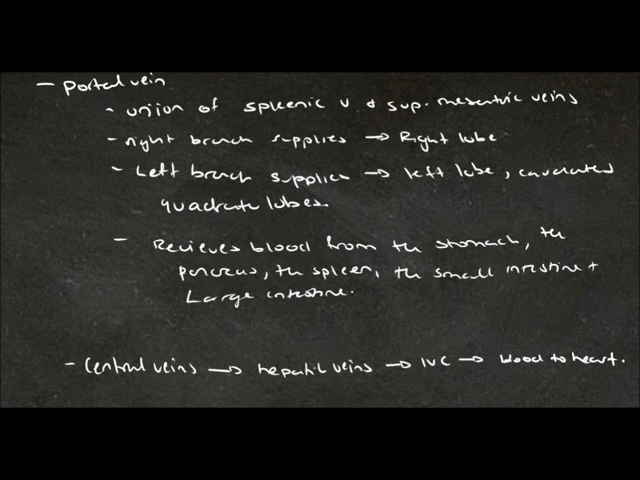 - Portal vein
- union of spleenic v & sup. mesentric veins
- right branch supplies → Right lobe
- Left branch supplies → left lobe, caudate &
quadrate lobes.
- Recieves blood from the stomach, the
pancreas, the spleen, the small intestine +
Large intestine.
- Central veins → hepatic veins → IVC → blood to heart.